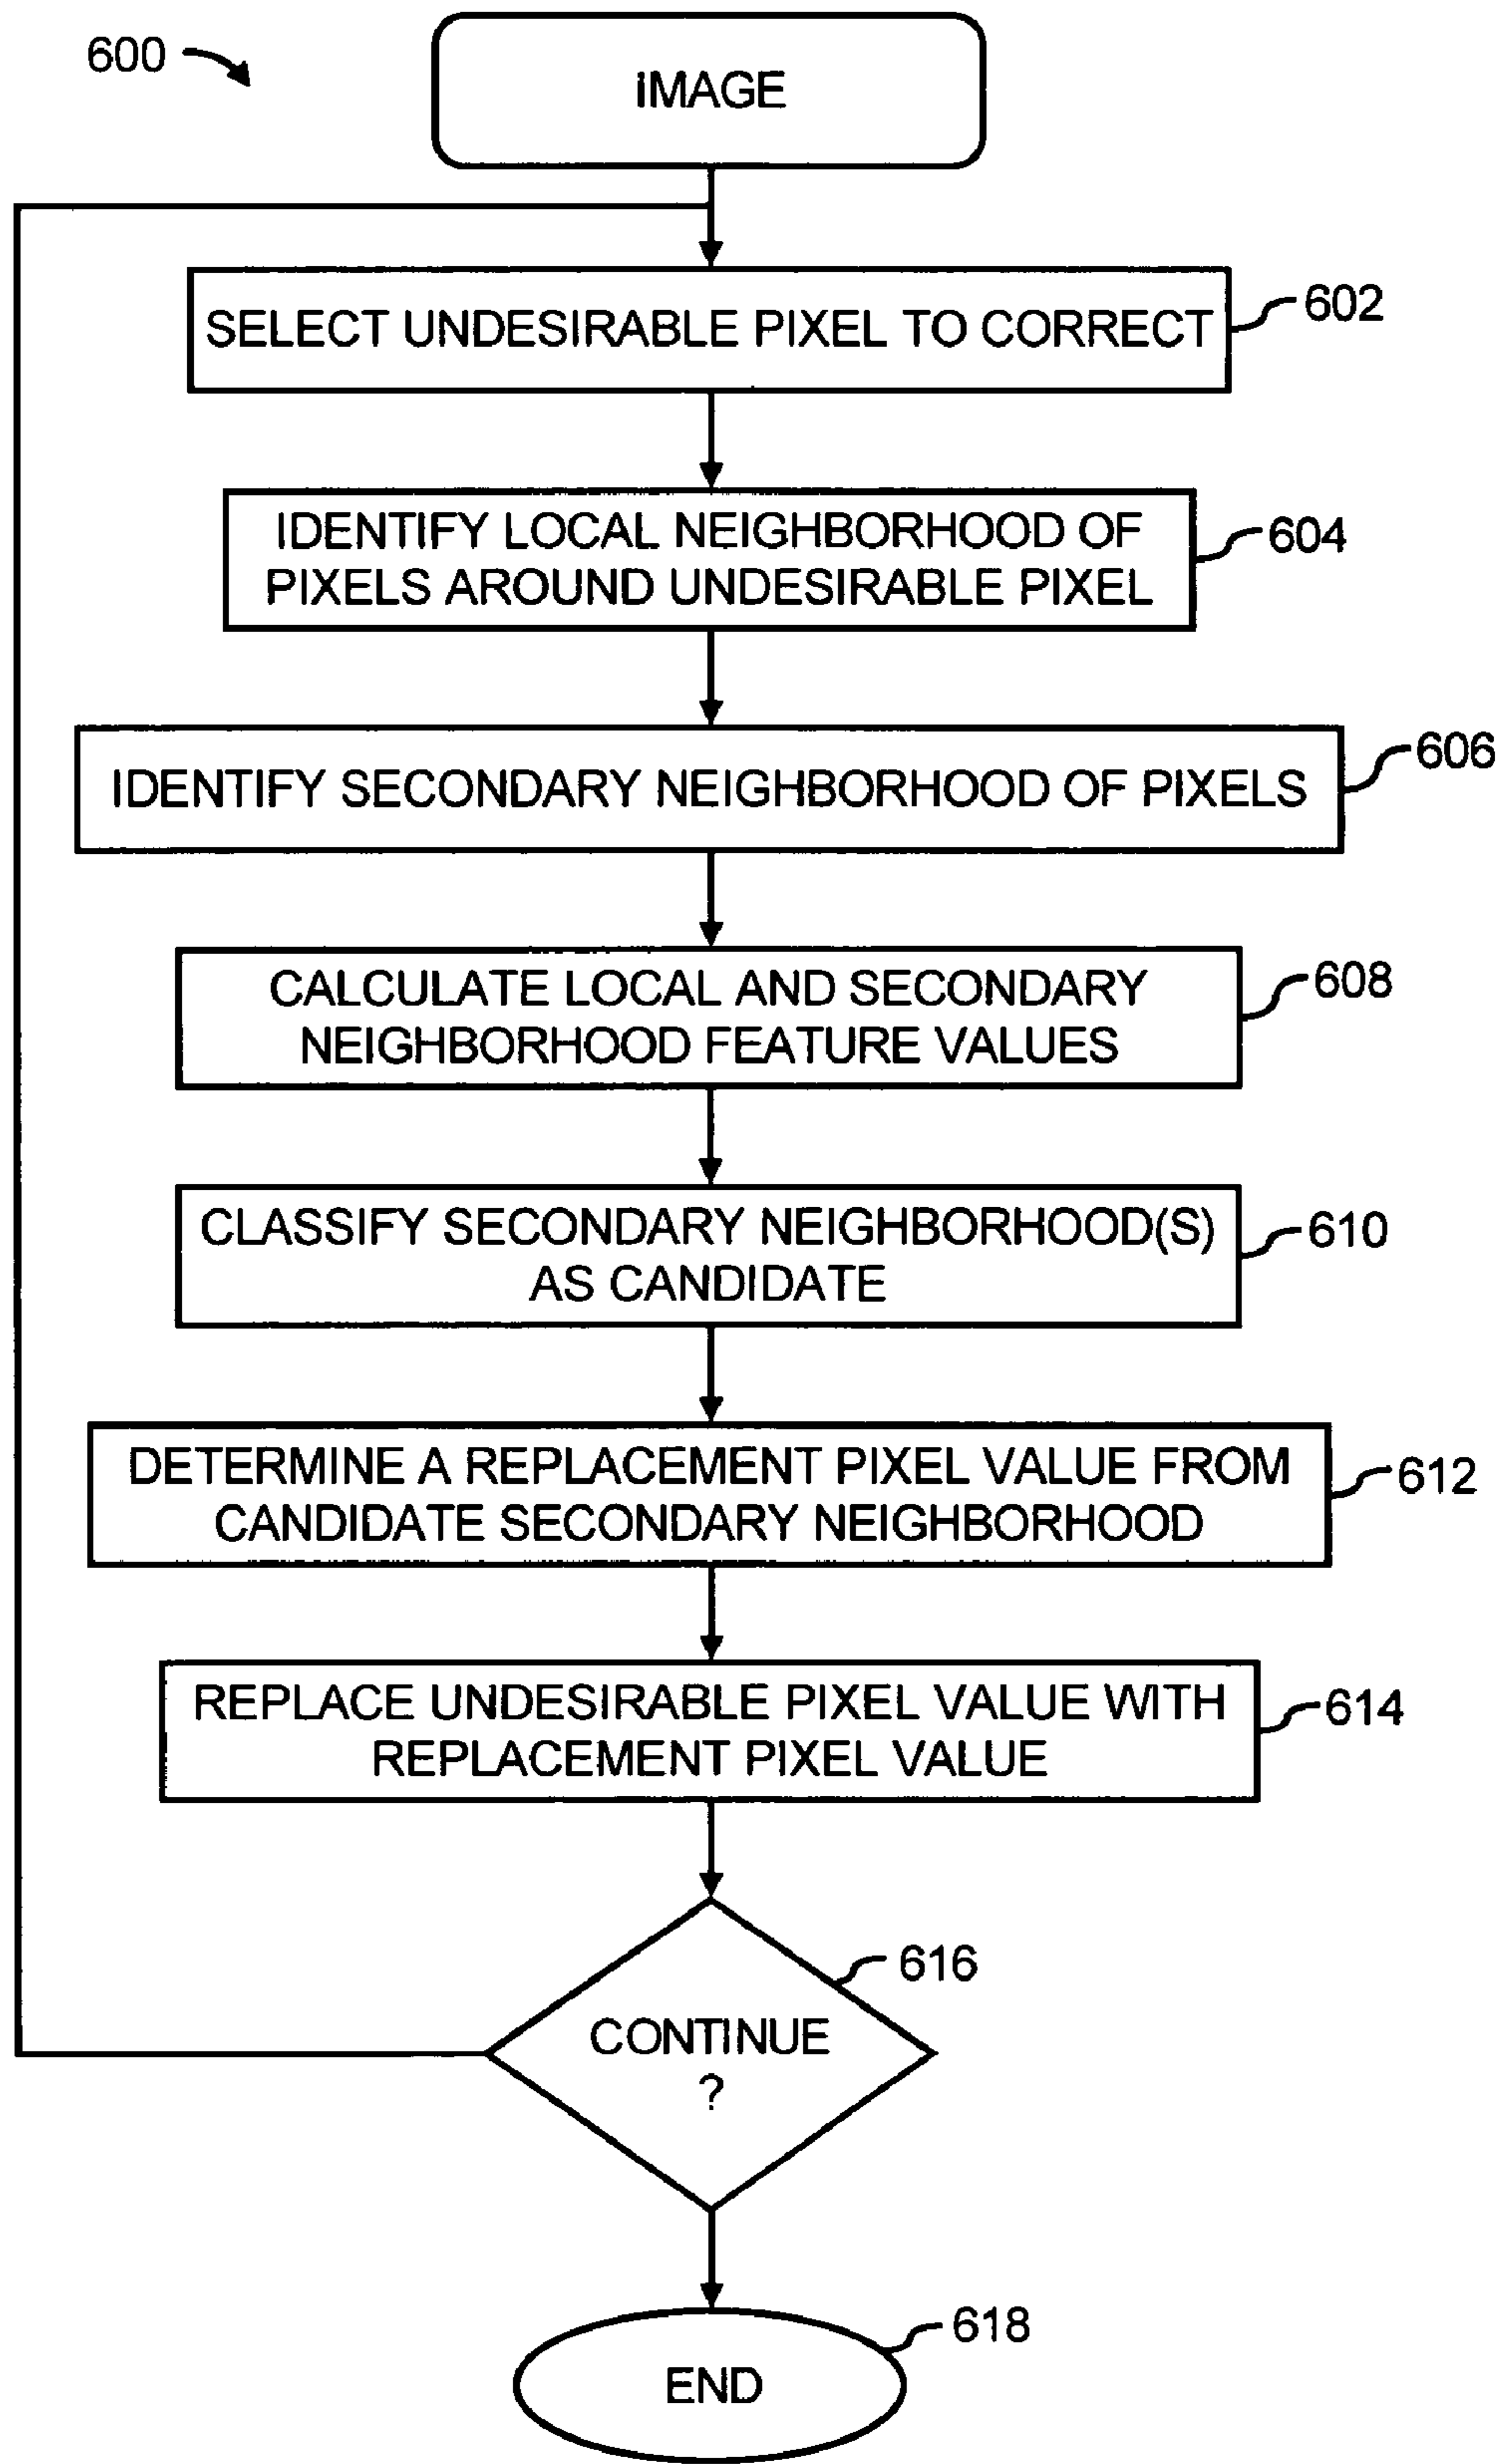 600
IMAGE
SELECT UNDESIRABLE PIXEL TO CORRECT
602
IDENTIFY LOCAL NEIGHBORHOOD OF
PIXELS AROUND UNDESIRABLE PIXEL
604
IDENTIFY SECONDARY NEIGHBORHOOD OF PIXELS
606
CALCULATE LOCAL AND SECONDARY
NEIGHBORHOOD FEATURE VALUES
608
CLASSIFY SECONDARY NEIGHBORHOOD(S)
AS CANDIDATE
610
DETERMINE A REPLACEMENT PIXEL VALUE FROM
CANDIDATE SECONDARY NEIGHBORHOOD
612
REPLACE UNDESIRABLE PIXEL VALUE WITH
REPLACEMENT PIXEL VALUE
614
CONTINUE
?
616
END
618